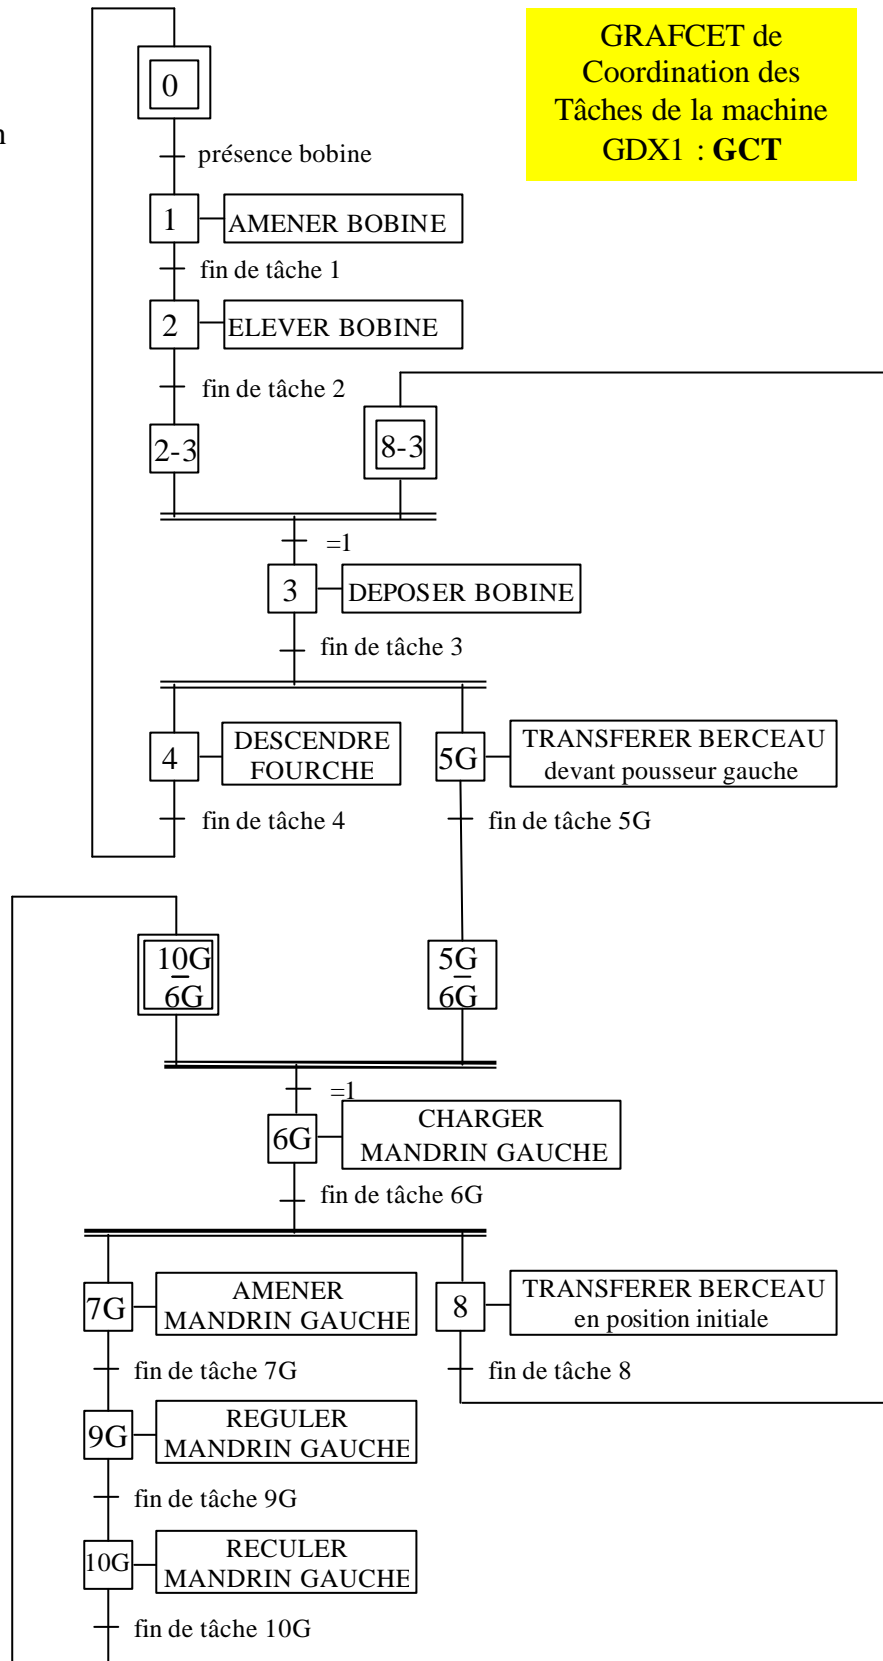 GRAFCET de
Coordination des
Tâches de la machine
GDX1 : GCT
0
n
présence bobine
1
AMENER BOBINE
fin de tâche 1
2
ELEVER BOBINE
fin de tâche 2
2-3
8-3
=1
3
DEPOSER BOBINE
fin de tâche 3
4
DESCENDRE
FOURCHE
5G
TRANSFERER BERCEAU
devant pousseur gauche
fin de tâche 4
fin de tâche 5G
10G
–
6G
5G
–
6G
=1
6G
CHARGER
MANDRIN GAUCHE
fin de tâche 6G
7G
AMENER
MANDRIN GAUCHE
8
TRANSFERER BERCEAU
en position initiale
fin de tâche 7G
fin de tâche 8
9G
REGULER
MANDRIN GAUCHE
fin de tâche 9G
10G
RECULER
MANDRIN GAUCHE
fin de tâche 10G